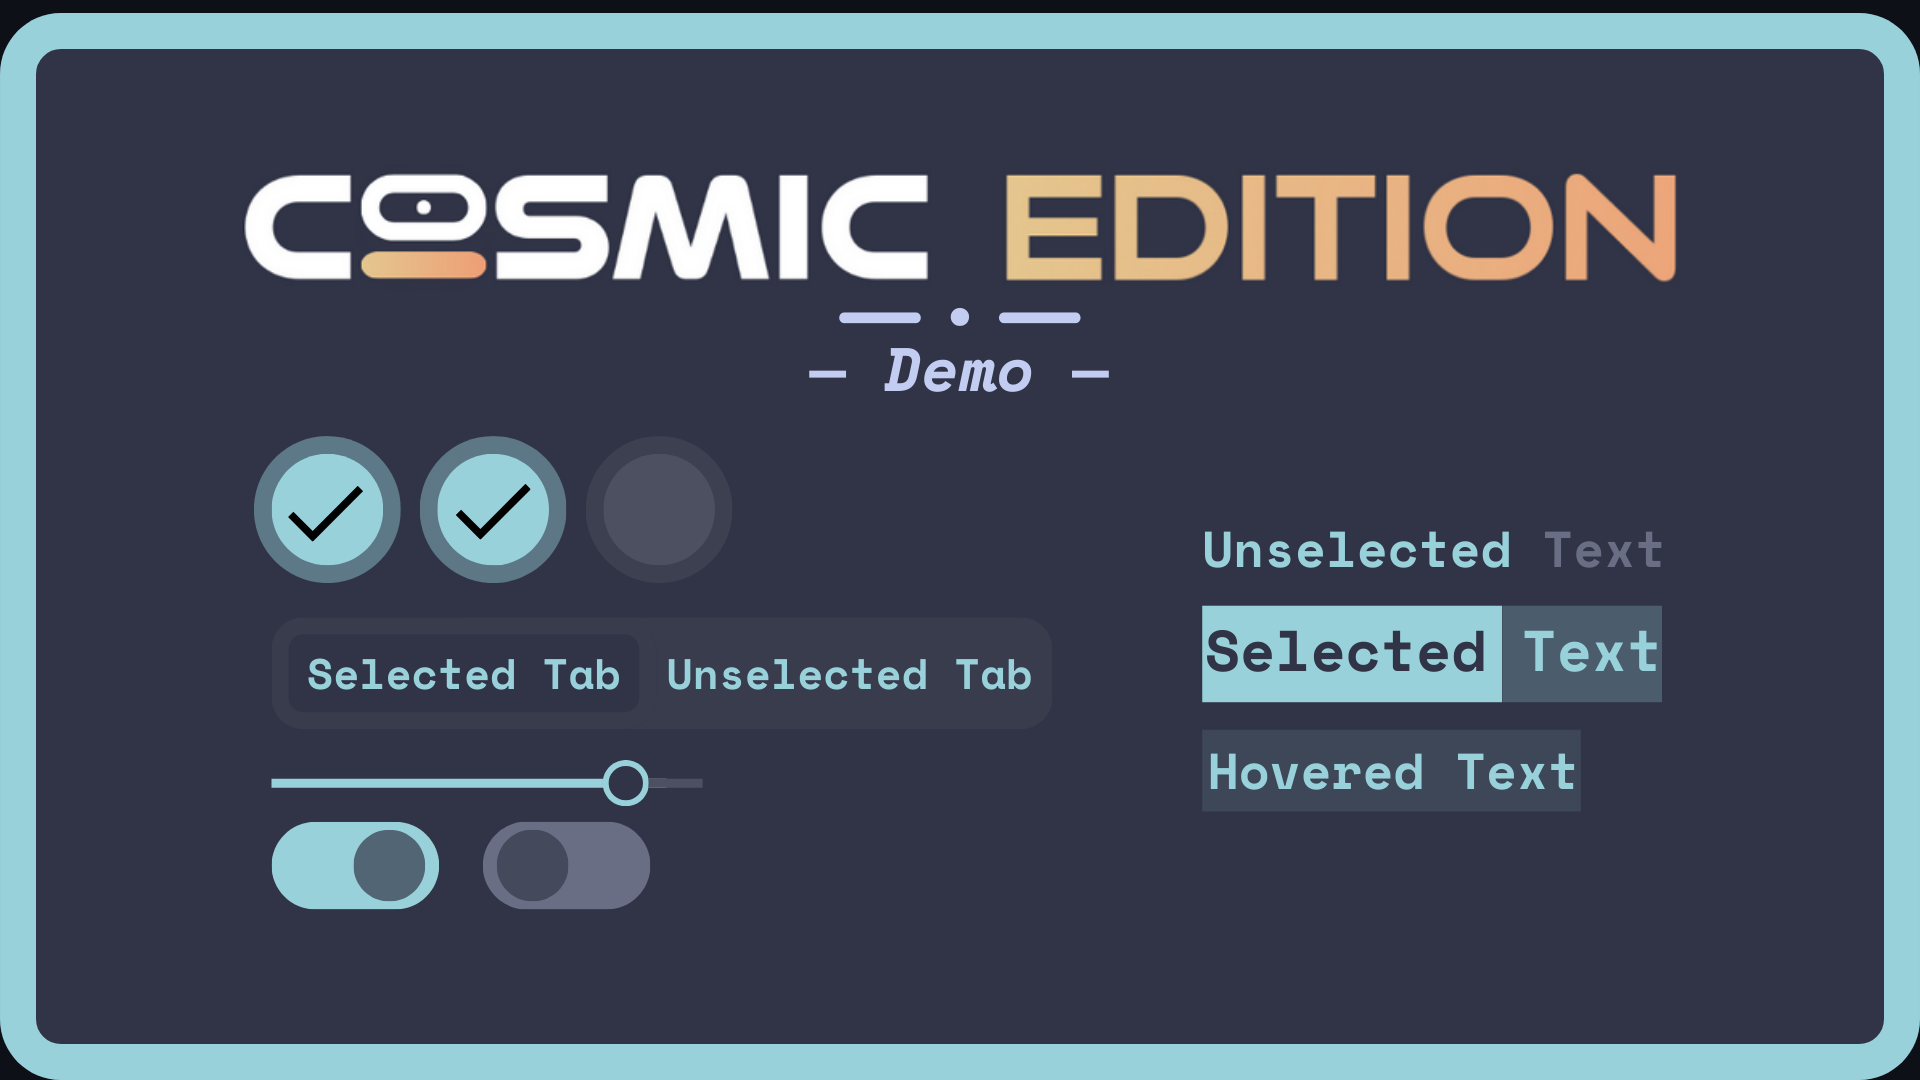 COSMIC EDITION
– Demo –
Unselected Text
Selected Text
Selected Tab Unselected Tab
Hovered Text